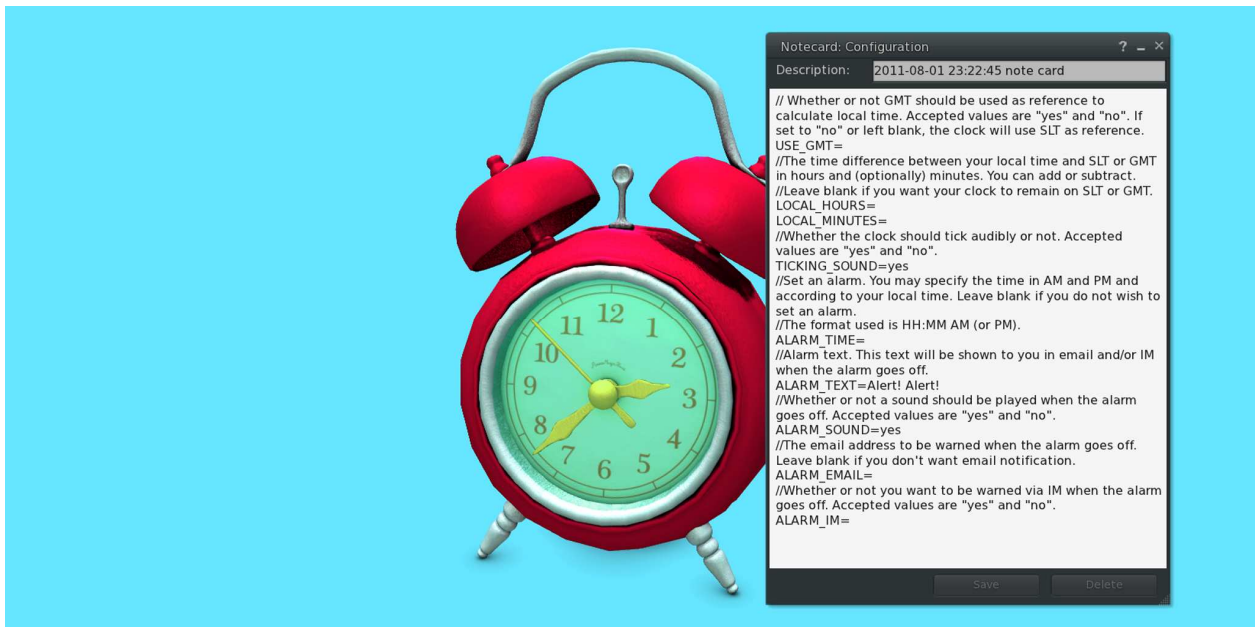 Notecard: Configuration
Description: 2011-08-01 23:22:45 note card
// Whether or not GMT should be used as reference to
calculate local time. Accepted values are "yes" and "no". If
set to "no" or left blank, the clock will use SLT as reference.
USE_GMT=
//The time difference between your local time and SLT or GMT
in hours and (optionally) minutes. You can add or subtract.
//Leave blank if you want your clock to remain on SLT or GMT.
LOCAL_HOURS=
LOCAL_MINUTES=
//Whether the clock should tick audibly or not. Accepted
values are "yes" and "no".
TICKING_SOUND=yes
//Set an alarm. You may specify the time in AM and PM and
according to your local time. Leave blank if you do not wish to
set an alarm.
//The format used is HH:MM AM (or PM).
ALARM_TIME=
//Alarm text. This text will be shown to you in email and/or IM
when the alarm goes off.
ALARM_TEXT=Alert! Alert!
//Whether or not a sound should be played when the alarm
goes off. Accepted values are "yes" and "no".
ALARM_SOUND=yes
//The email address to be warned when the alarm goes off.
Leave blank if you don't want email notification.
ALARM_EMAIL=
//Whether or not you want to be warned via IM when the alarm
goes off. Accepted values are "yes" and "no".
ALARM_IM=
Save Delete
12
1
2
3
4
5
6
7
8
9
10
11